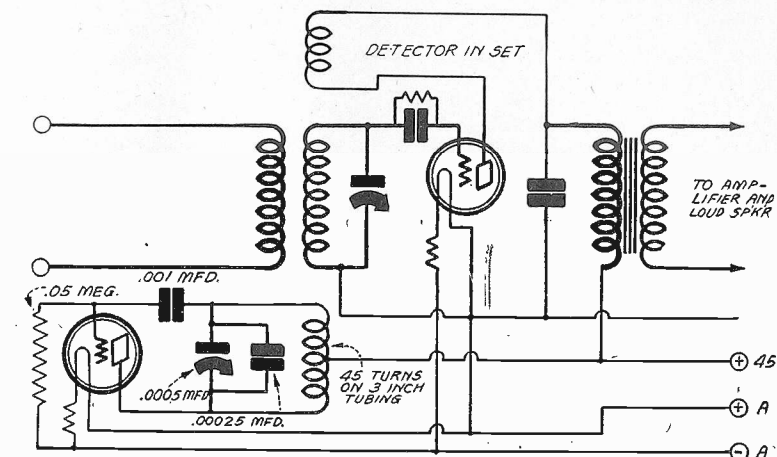 DETECTOR IN SET
TO AMP-
LIFIER AND
LOUD SPKR
.001 MFD.
.05 MEG.
45 TURNS
ON 3 INCH
TUBING
.0005 MFD
.00025 MFD.
+ 45
+ A
- A